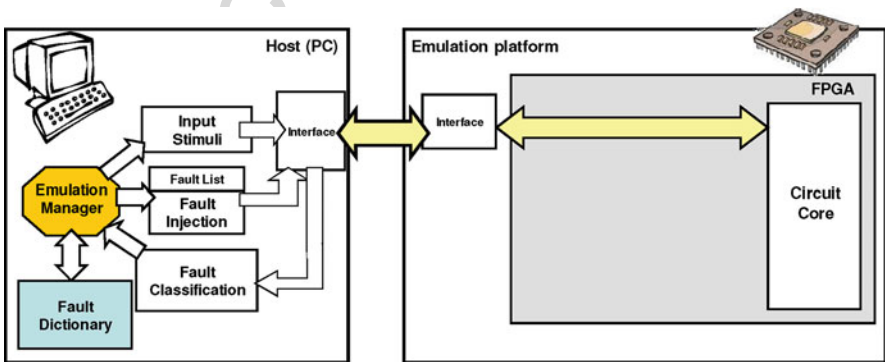 Host (PC)
Emulation platform
FPGA
Input
Stimuli
Interface
Interface
Fault List
Fault
Injection
Emulation
Manager
Circuit
Core
Fault
Classification
Fault
Dictionary